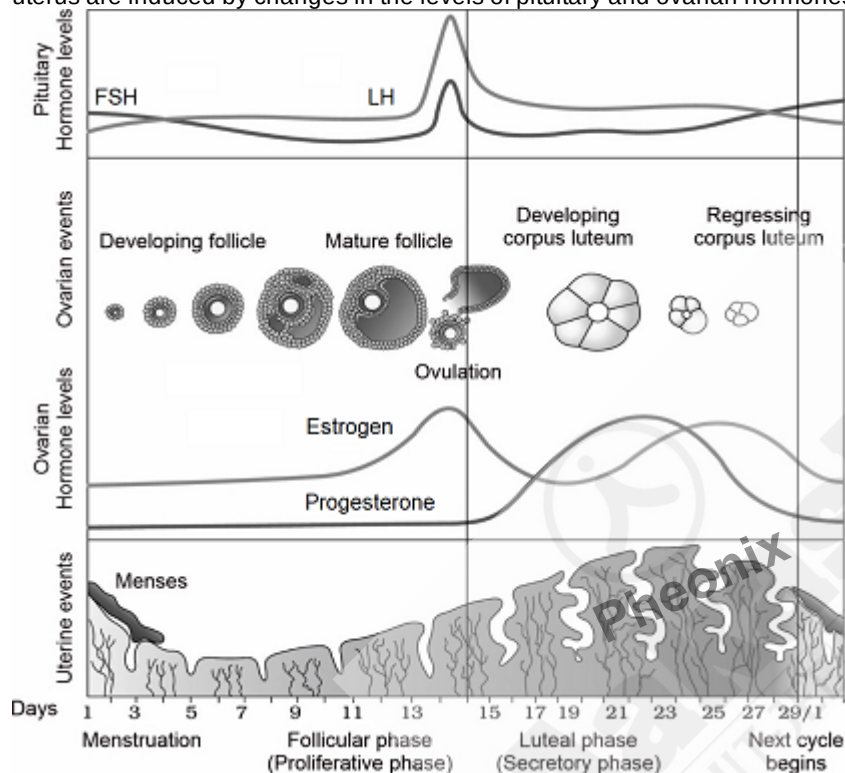 uterus are induced by changes in the levels of pituitary and ovarian hormones
Pituitary
Hormone levels
FSH
LH
Ovarian events
Developing follicle
Mature follicle
Developing
corpus luteum
Regressing
corpus luteum
Ovulation
Ovarian
Hormone levels
Estrogen
Progesterone
Uterine events
Menses
Pheonix
Days 1 3 5 7 9 11 13 15 17 19 21 23 25 27 29/1
Menstruation
Follicular phase
(Proliferative phase)
Luteal phase
(Secretory phase)
Next cycle
begins